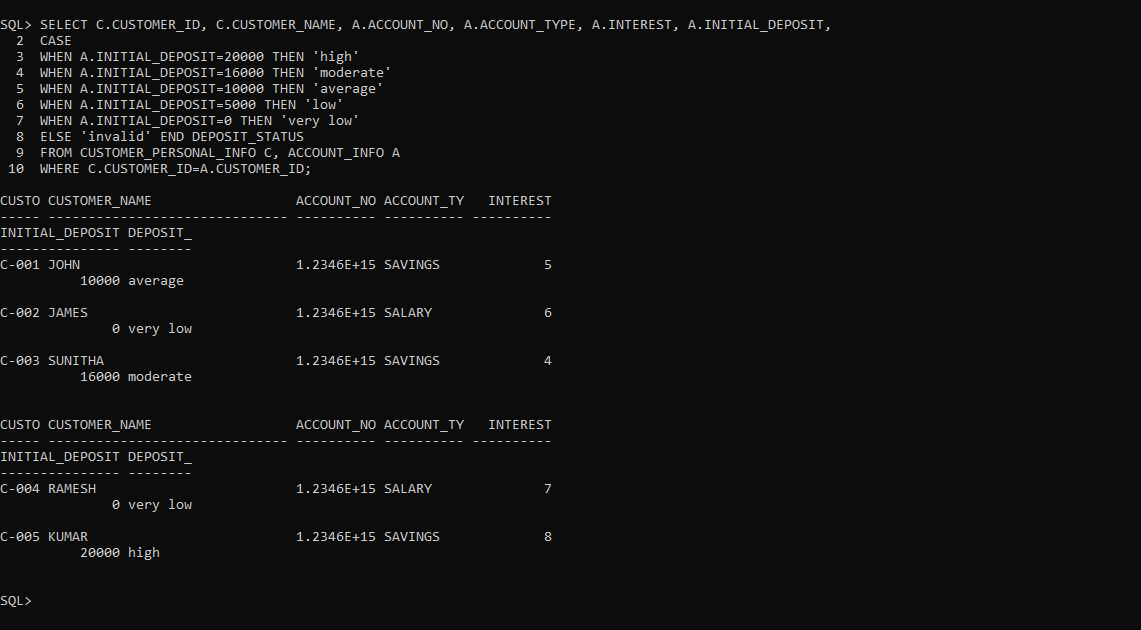 SQL> SELECT C.CUSTOMER_ID, C.CUSTOMER_NAME, A.ACCOUNT_NO, A.ACCOUNT_TYPE, A.INTEREST, A.INITIAL_DEPOSIT,
  2  CASE
  3  WHEN A.INITIAL_DEPOSIT=20000 THEN 'high'
  4  WHEN A.INITIAL_DEPOSIT=16000 THEN 'moderate'
  5  WHEN A.INITIAL_DEPOSIT=10000 THEN 'average'
  6  WHEN A.INITIAL_DEPOSIT=5000 THEN 'low'
  7  WHEN A.INITIAL_DEPOSIT=0 THEN 'very low'
  8  ELSE 'invalid' END DEPOSIT_STATUS
  9  FROM CUSTOMER_PERSONAL_INFO C, ACCOUNT_INFO A
 10  WHERE C.CUSTOMER_ID=A.CUSTOMER_ID;

CUSTO CUSTOMER_NAME                  ACCOUNT_NO ACCOUNT_TY   INTEREST
----- ------------------------------ ---------- ---------- ----------
INITIAL_DEPOSIT DEPOSIT_
--------------- --------
C-001 JOHN                           1.2346E+15 SAVINGS             5
          10000 average

C-002 JAMES                          1.2346E+15 SALARY              6
              0 very low

C-003 SUNITHA                        1.2346E+15 SAVINGS             4
          16000 moderate


CUSTO CUSTOMER_NAME                  ACCOUNT_NO ACCOUNT_TY   INTEREST
----- ------------------------------ ---------- ---------- ----------
INITIAL_DEPOSIT DEPOSIT_
--------------- --------
C-004 RAMESH                         1.2346E+15 SALARY              7
              0 very low

C-005 KUMAR                          1.2346E+15 SAVINGS             8
          20000 high


SQL>